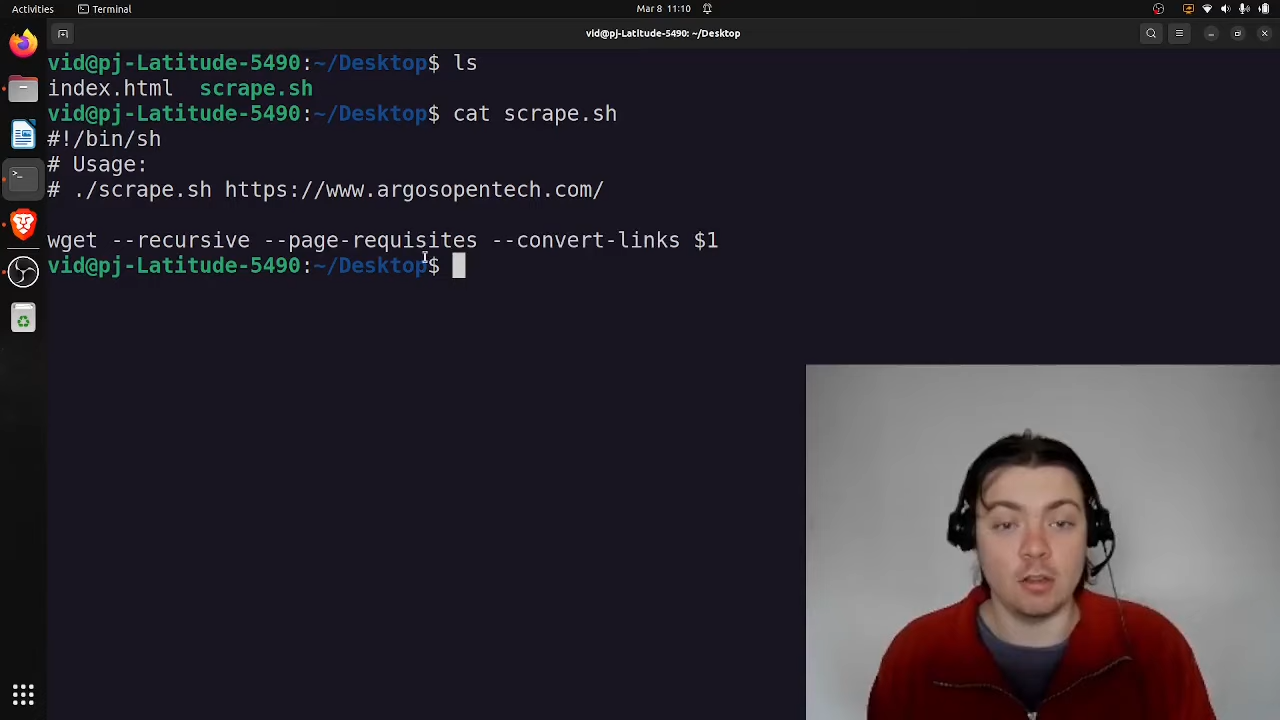 Activities Terminal Mar 8 11:10
vid@pj-Latitude-5490: ~/Desktop
vid@pj-Latitude-5490:~/Desktop$ ls
index.html scrape.sh
vid@pj-Latitude-5490:~/Desktop$ cat scrape.sh
#!/bin/sh
# Usage:
# ./scrape.sh https://www.argosopentech.com/
wget --recursive --page-requisites --convert-links $1
vid@pj-Latitude-5490:~/Desktop$